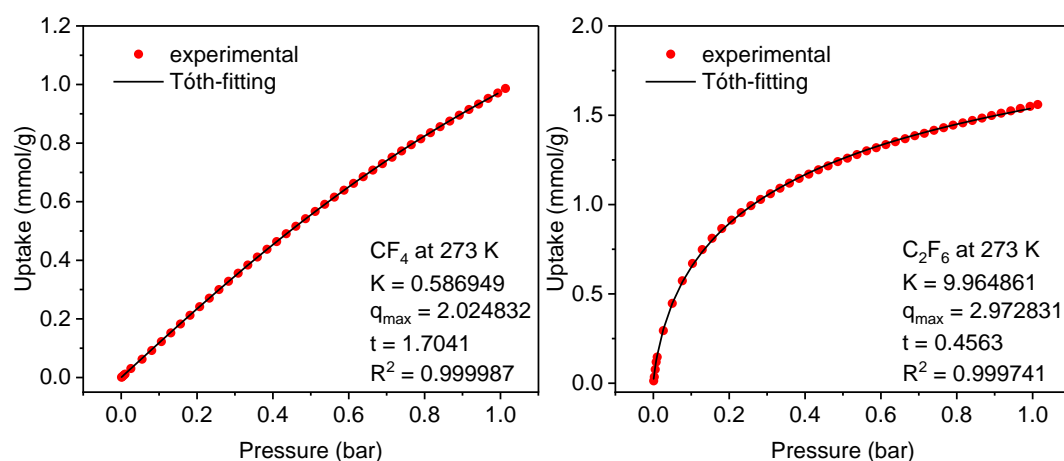 1.2
1.0
0.8
0.6
0.4
0.2
0.0
Uptake (mmol/g)
experimental
Tóth-fitting
CF₄ at 273 K
K = 0.586949
qₘₐₓ = 2.024832
t = 1.7041
R² = 0.999987
0.0 0.2 0.4 0.6 0.8 1.0
Pressure (bar)
2.0
1.5
1.0
0.5
0.0
Uptake (mmol/g)
experimental
Tóth-fitting
C₂F₆ at 273 K
K = 9.964861
qₘₐₓ = 2.972831
t = 0.4563
R² = 0.999741
0.0 0.2 0.4 0.6 0.8 1.0
Pressure (bar)